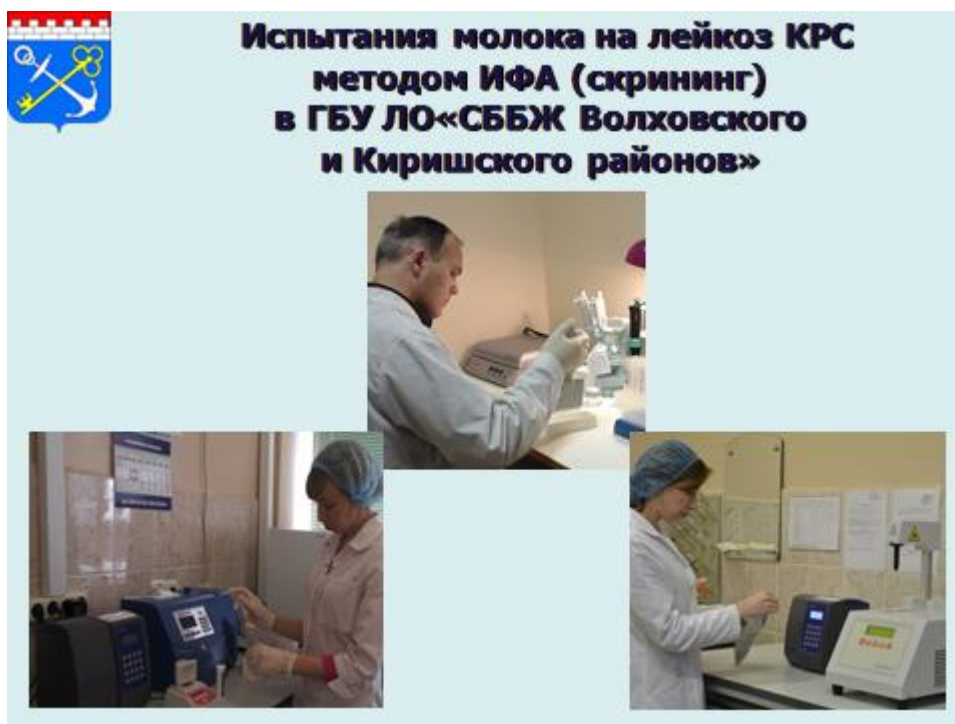 Испытания молока на лейкоз КРС
методом ИФА (скрининг)
в ГБУ ЛО«СББЖ Волховского
и Киришского районов»